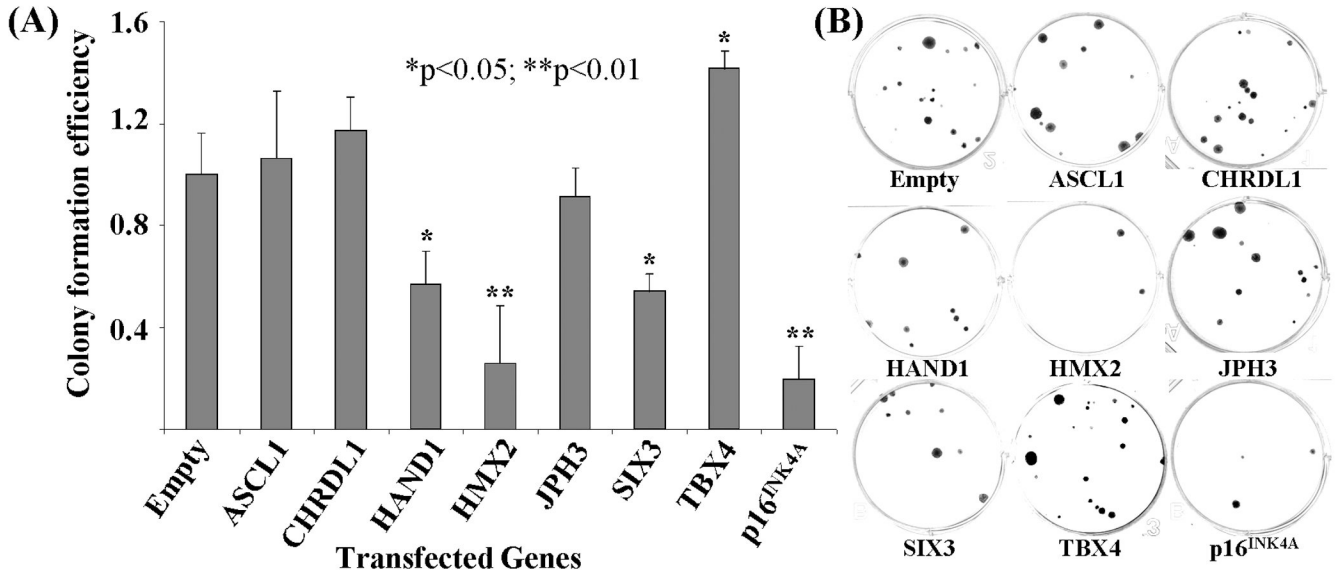 (A)
1.6
1.2
0.8
0.4
Colony formation efficiency
*p<0.05; **p<0.01
*
**
*
*
**
Empty
ASCL1
CHRDL1
HAND1
HMX2
JPH3
SIX3
TBX4
p16INK4A
Transfected Genes
(B)
Empty
ASCL1
CHRDL1
HAND1
HMX2
JPH3
SIX3
TBX4
p16INK4A